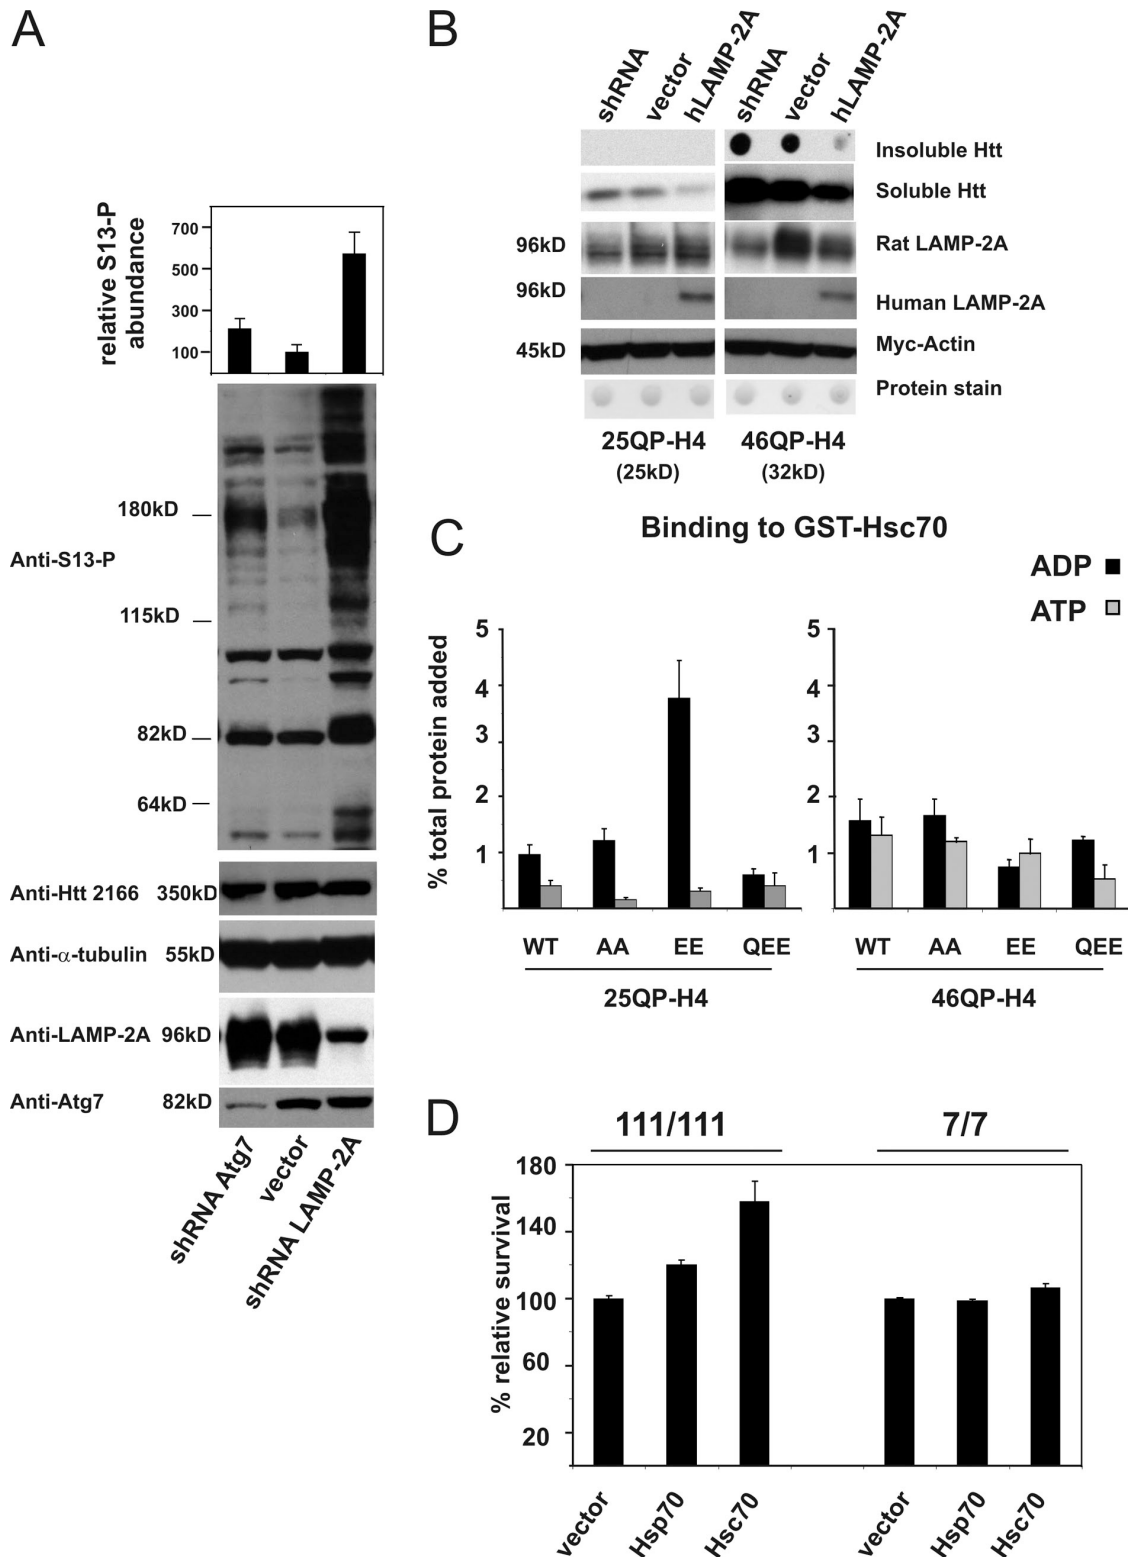 A
relative S13-P
abundance
700
500
300
100
Anti-S13-P
180kD
115kD
82kD
64kD
Anti-Htt 2166 350kD
Anti-α-tubulin 55kD
Anti-LAMP-2A 96kD
Anti-Atg7 82kD
shRNA Atg7
vector
shRNA LAMP-2A
B
shRNA
vector
hLAMP-2A
shRNA
vector
hLAMP-2A
Insoluble Htt
Soluble Htt
96kD Rat LAMP-2A
96kD Human LAMP-2A
45kD Myc-Actin
Protein stain
25QP-H4 46QP-H4
(25kD) (32kD)
C
Binding to GST-Hsc70
ADP
ATP
% total protein added
5
4
3
2
1
WT AA EE QEE
25QP-H4
5
4
3
2
1
WT AA EE QEE
46QP-H4
D
111/111 7/7
% relative survival
180
140
100
60
20
vector
Hsp70
Hsc70
vector
Hsp70
Hsc70